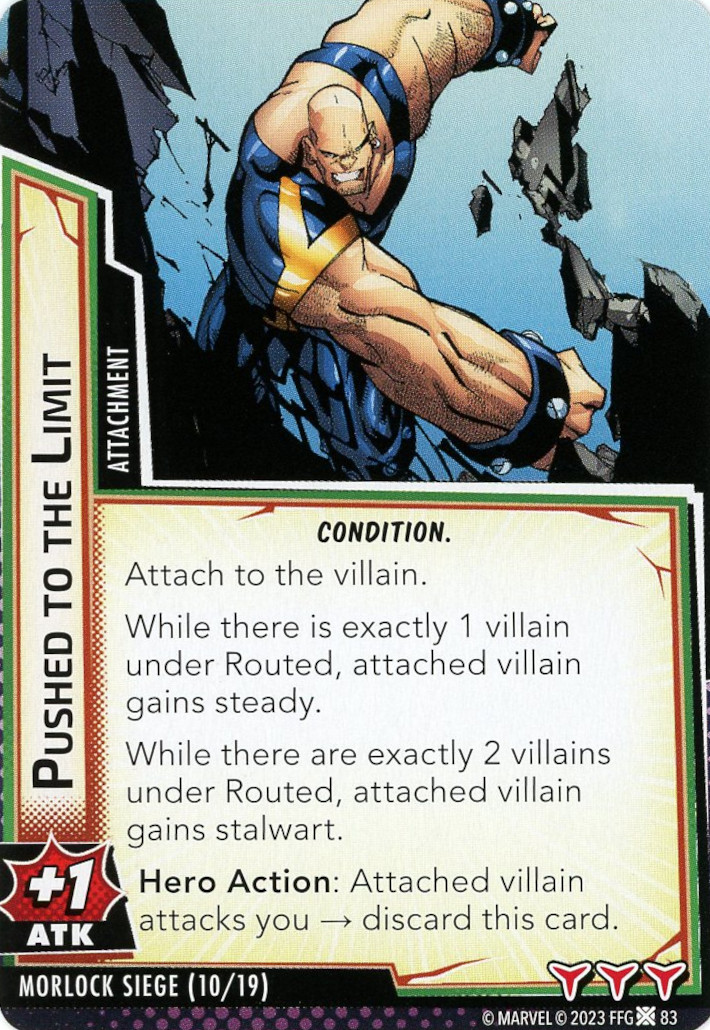 PUSHED TO THE LIMIT
ATTACHMENT
CONDITION.
Attach to the villain.
While there is exactly 1 villain
under Routed, attached villain
gains steady.
While there are exactly 2 villains
under Routed, attached villain
gains stalwart.
Hero Action: Attached villain
attacks you → discard this card.
+1
ATK
MORLOCK SIEGE (10/19)
© MARVEL © 2023 FFG 83